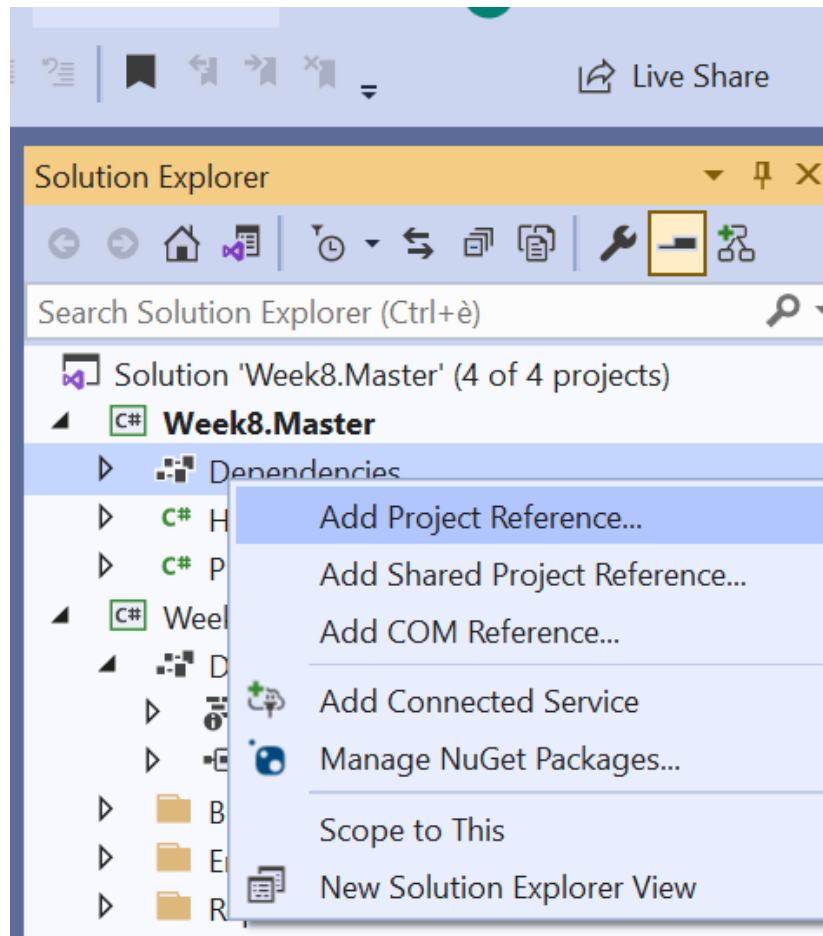 Live Share
Solution Explorer
Search Solution Explorer (Ctrl+è)
Solution 'Week8.Master' (4 of 4 projects)
C# Week8.Master
Dependencies
Add Project Reference...
C# H
Add Shared Project Reference...
C# P
C# Week
Add COM Reference...
D
Add Connected Service
Manage NuGet Packages...
B
Scope to This
E
New Solution Explorer View
R